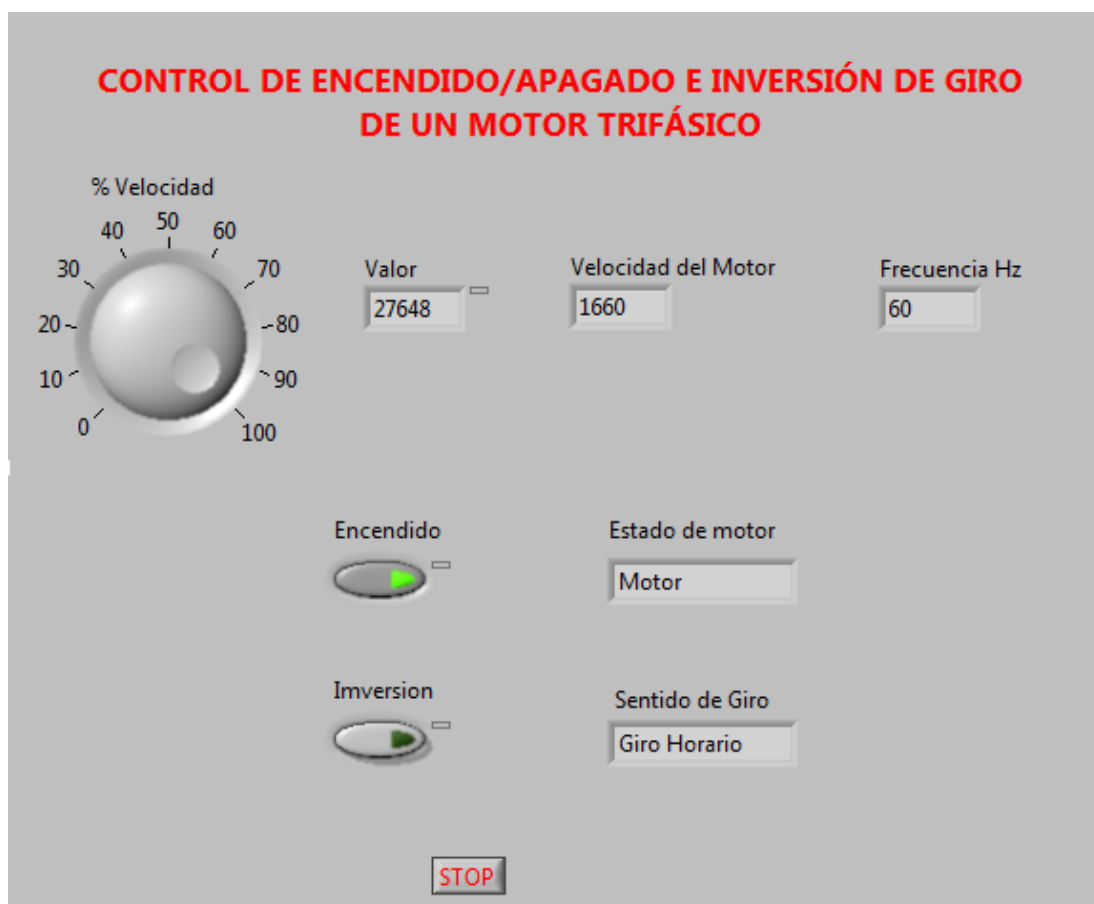 CONTROL DE ENCENDIDO/APAGADO E INVERSIÓN DE GIRO
DE UN MOTOR TRIFÁSICO
% Velocidad
0
10
20
30
40
50
60
70
80
90
100
Valor
27648
Velocidad del Motor
1660
Frecuencia Hz
60
Encendido
Estado de motor
Motor
Imversion
Sentido de Giro
Giro Horario
STOP